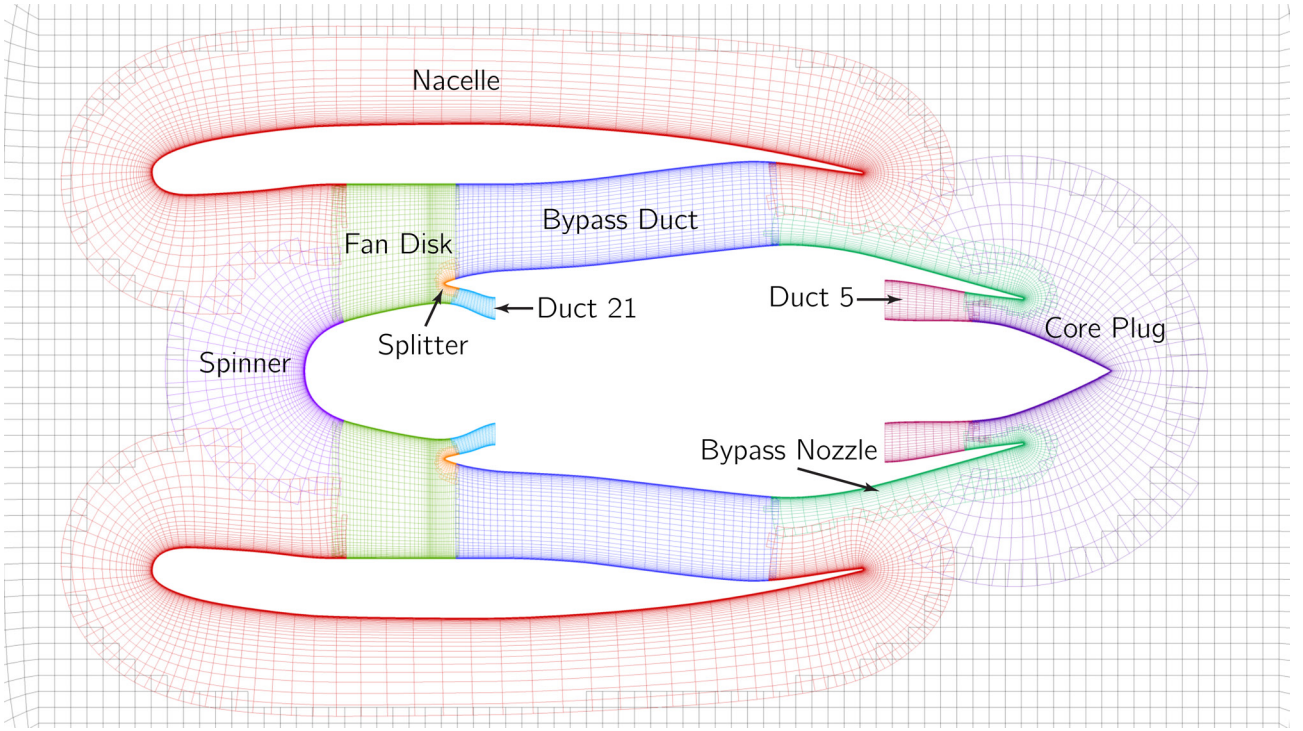 Nacelle
Bypass Duct
Fan Disk
Duct 5
Duct 21
Core Plug
Splitter
Spinner
Bypass Nozzle